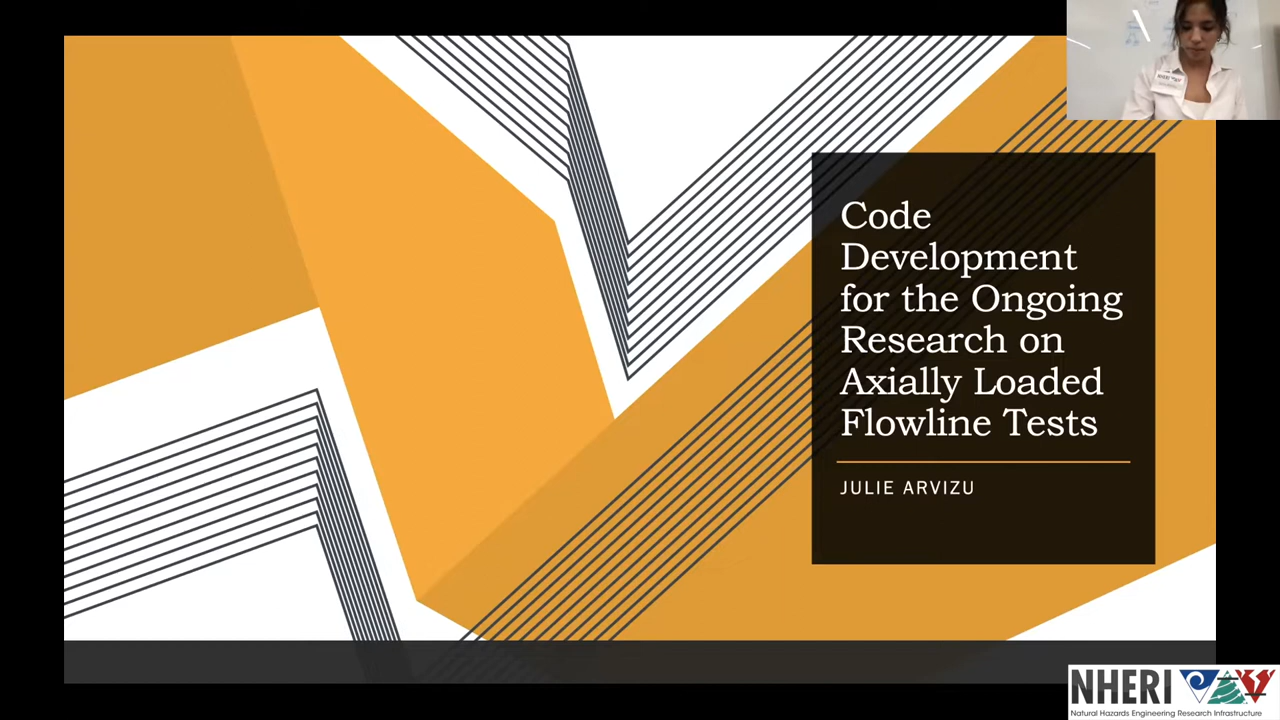 Code
Development
for the Ongoing
Research on
Axially Loaded
Flowline Tests
JULIE ARVIZU
NHERI
Natural Hazards Engineering Research Infrastructure